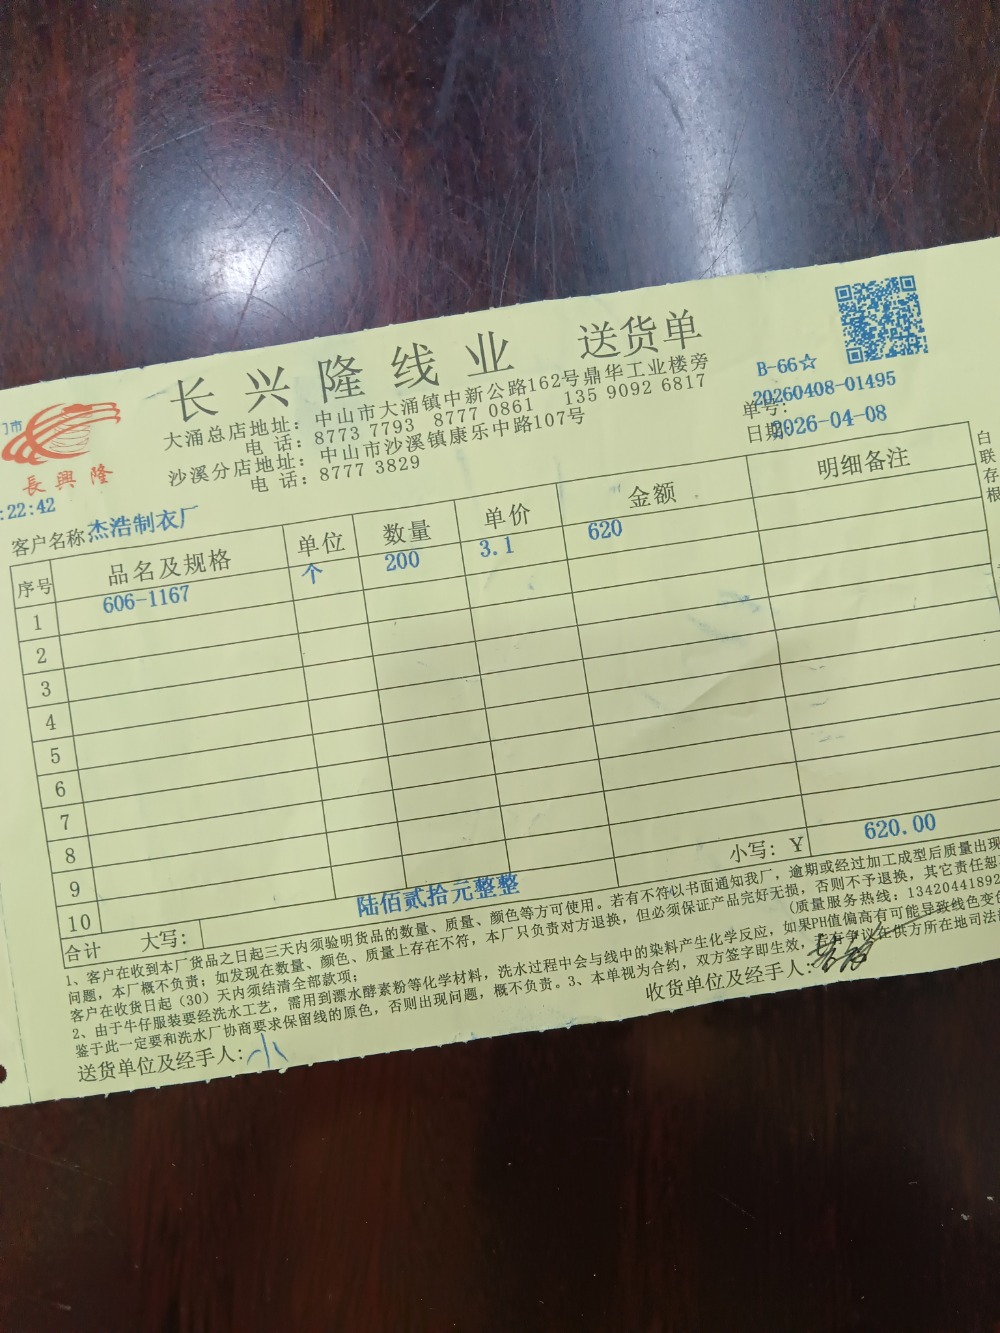 长兴隆线业 送货单
大涌总店地址：中山市大涌镇中新公路162号鼎华工业楼旁
电 话：8773 7793 8777 0861 135 9092 6817
沙溪分店地址：中山市沙溪镇康乐中路107号
电 话：8777 3829
門市
長興隆
:22:42
B-66☆
单号：20260408-01495
日期：2026-04-08
客户名称：杰浩制衣厂
白联存根
序号 品名及规格 单位 数量 单价 金额 明细备注
1 606-1167 个 200 3.1 620
2
3
4
5
6
7
8
9
10
合计 大写： 陆佰贰拾元整整 小写：￥ 620.00
1、客户在收到本厂货品之日起三天内须验明货品的数量、质量、颜色等方可使用。若有不符以书面通知我厂，逾期或经过加工成型后质量出现
问题，本厂概不负责；如发现在数量、颜色、质量上存在不符，本厂只负责对方退换，但必须保证产品完好无损，否则不予退换，其它责任恕
客户在收货日起（30）天内须结清全部款项； (质量服务热线：1342044189
2、由于牛仔服装要经洗水工艺，需用到漂水酵素粉等化学材料，洗水过程中会与线中的染料产生化学反应，如果PH值偏高有可能导致线色变
鉴于此一定要和洗水厂协商要求保留线的原色，否则出现问题，概不负责。3、本单视为合约，双方签字即生效，若有争议在供方所在地司法
送货单位及经手人：小 收货单位及经手人：